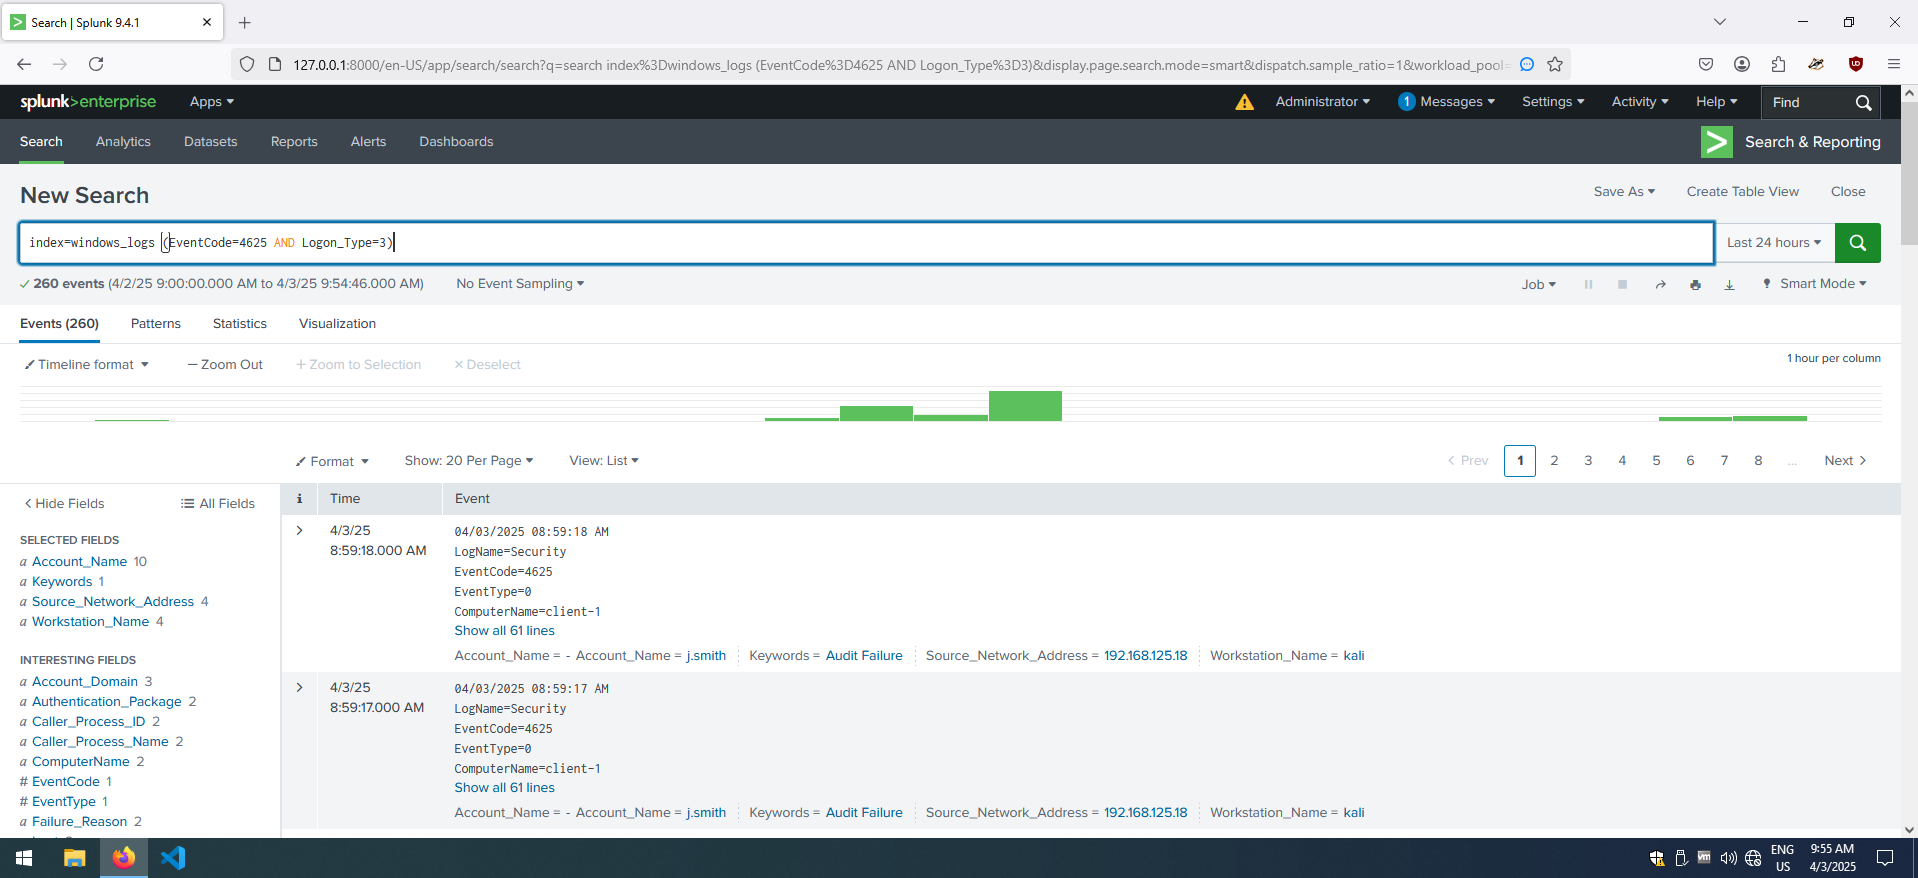 Search | Splunk 9.4.1
127.0.0.1:8000/en-US/app/search/search?q=search index%3Dwindows_logs (EventCode%3D4625 AND Logon_Type%3D3)&display.page.search.mode=smart&dispatch.sample_ratio=1&workload_pool=
splunk>enterprise Apps Administrator 1 Messages Settings Activity Help Find
Search Analytics Datasets Reports Alerts Dashboards Search & Reporting
New Search Save As Create Table View Close
index=windows_logs (EventCode=4625 AND Logon_Type=3) Last 24 hours
260 events (4/2/25 9:00:00.000 AM to 4/3/25 9:54:46.000 AM) No Event Sampling Job Smart Mode
Events (260) Patterns Statistics Visualization
Timeline format — Zoom Out + Zoom to Selection × Deselect 1 hour per column
Format Show: 20 Per Page View: List < Prev 1 2 3 4 5 6 7 8 ... Next >
< Hide Fields All Fields
SELECTED FIELDS
a Account_Name 10
a Keywords 1
a Source_Network_Address 4
a Workstation_Name 4
INTERESTING FIELDS
a Account_Domain 3
a Authentication_Package 2
a Caller_Process_ID 2
a Caller_Process_Name 2
a ComputerName 2
# EventCode 1
# EventType 1
a Failure_Reason 2
i Time Event
> 4/3/25
8:59:18.000 AM
04/03/2025 08:59:18 AM
LogName=Security
EventCode=4625
EventType=0
ComputerName=client-1
Show all 61 lines
Account_Name = - Account_Name = j.smith Keywords = Audit Failure Source_Network_Address = 192.168.125.18 Workstation_Name = kali
> 4/3/25
8:59:17.000 AM
04/03/2025 08:59:17 AM
LogName=Security
EventCode=4625
EventType=0
ComputerName=client-1
Show all 61 lines
Account_Name = - Account_Name = j.smith Keywords = Audit Failure Source_Network_Address = 192.168.125.18 Workstation_Name = kali
ENG
US
9:55 AM
4/3/2025